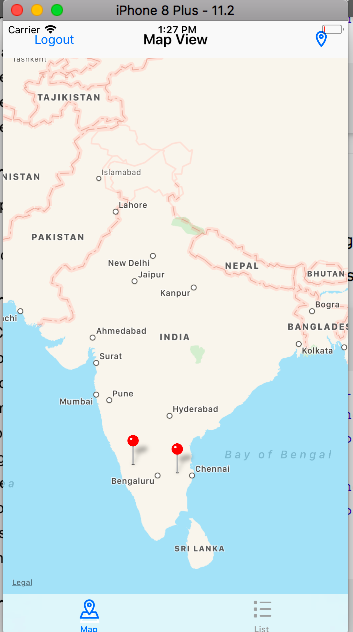 iPhone 8 Plus - 11.2
Carrier 1:27 PM
Logout Map View
TAJIKISTAN
Islamabad
NISTAN
Lahore
PAKISTAN
New Delhi
NEPAL
BHUTAN
Jaipur
Kanpur
Bogra
chi
BANGLADES
Ahmedabad
INDIA
Kolkata
Surat
Mumbai
Pune
Hyderabad
Bay of Bengal
Chennai
Bengaluru
SRI LANKA
Legal
Map
List